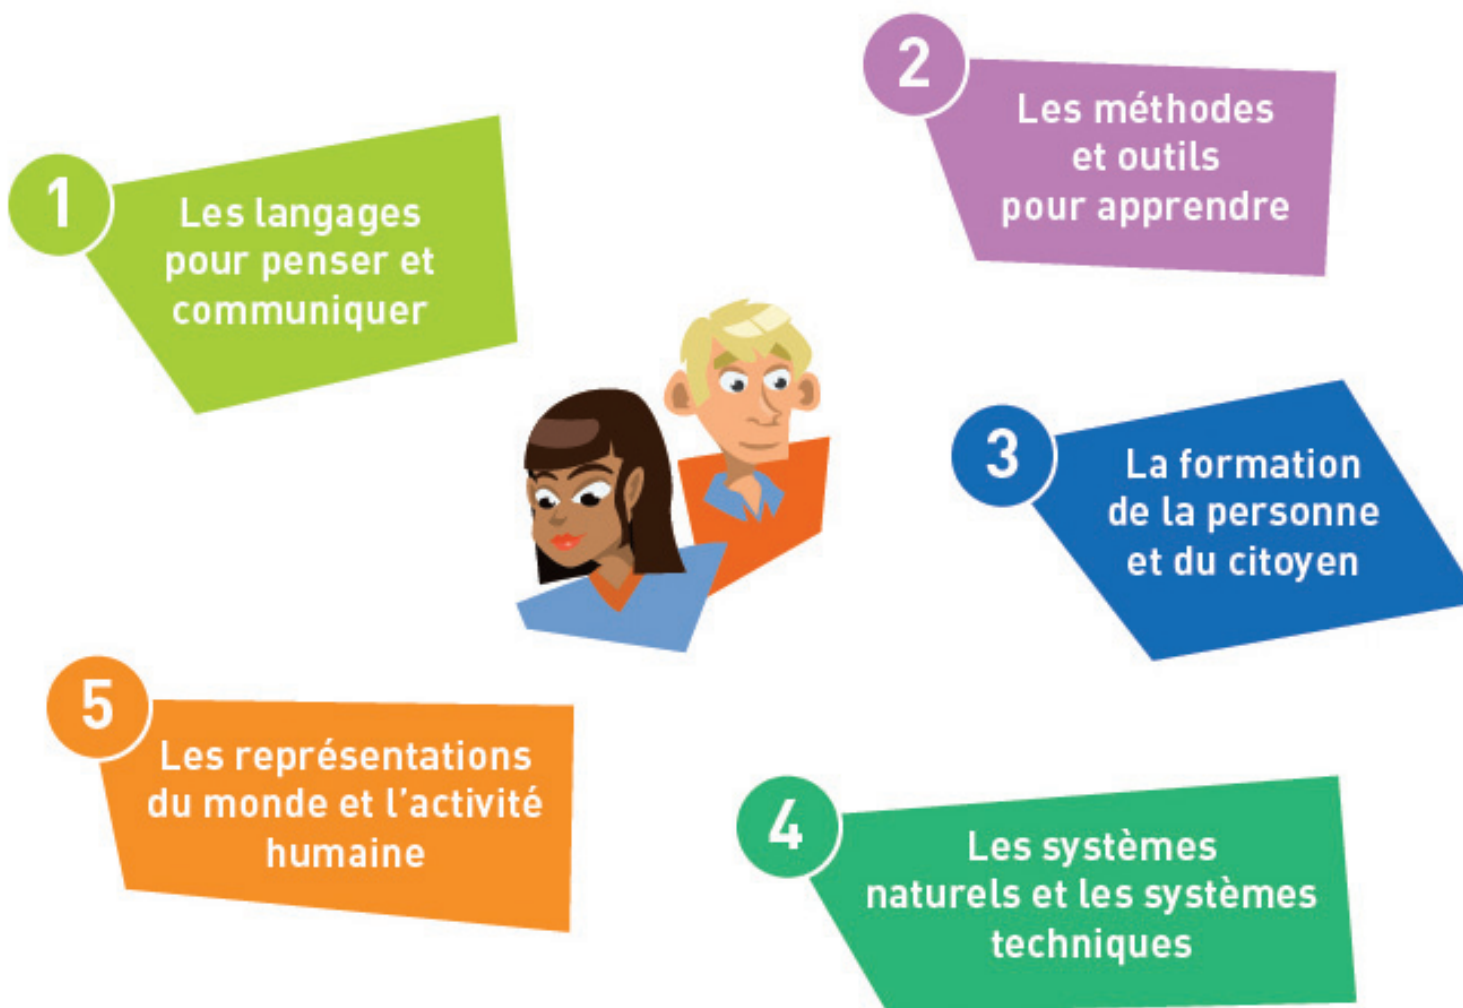 1
Les langages
pour penser et
communiquer
2
Les méthodes
et outils
pour apprendre
3
La formation
de la personne
et du citoyen
4
Les systèmes
naturels et les systèmes
techniques
5
Les représentations
du monde et l'activité
humaine